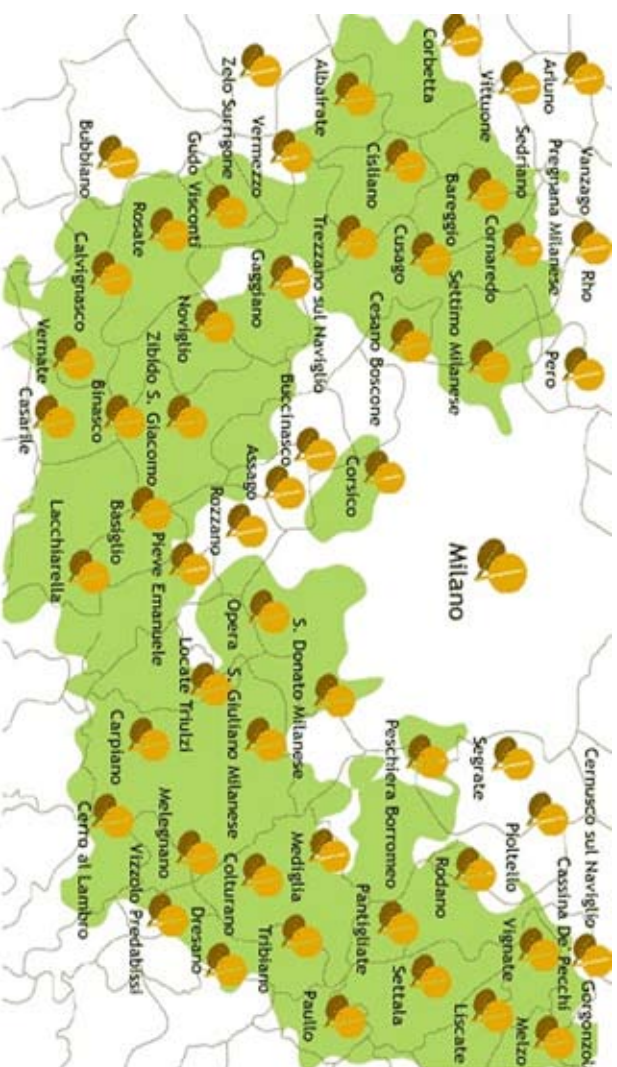 Vanzago
Rho
Pero
Cernusco sul Naviglio
Gorgonzol
Arluno
Pregnana Milanese
Cassina De' Pecchi
Vittuone
Sedriano
Cornaredo
Settimo Milanese
Pioltello
Vignate
Melzo
Corbetta
Bareggio
Milano
Segrate
Rodano
Liscate
Cisliano
Cusago
Cesano Boscone
Peschiera Borromeo
Settala
Albairate
Trezzano sul Naviglio
Corsico
Pantigliate
Vermezzo
Gaggiano
Buccinasco
S. Donato Milanese
Mediglia
Paullo
Zelo Surrigone
Assago
Tribiano
Gudo Visconti
Noviglio
Rozzano
Opera
S. Giuliano Milanese
Colturano
Rosate
Zibido S. Giacomo
Pieve Emanuele
Locate Triulzi
Melegnano
Dresano
Bubbiano
Calvignasco
Binasco
Basiglio
Carpiano
Vizzolo Predabissi
Vernate
Casarile
Lacchiarella
Cerro al Lambro